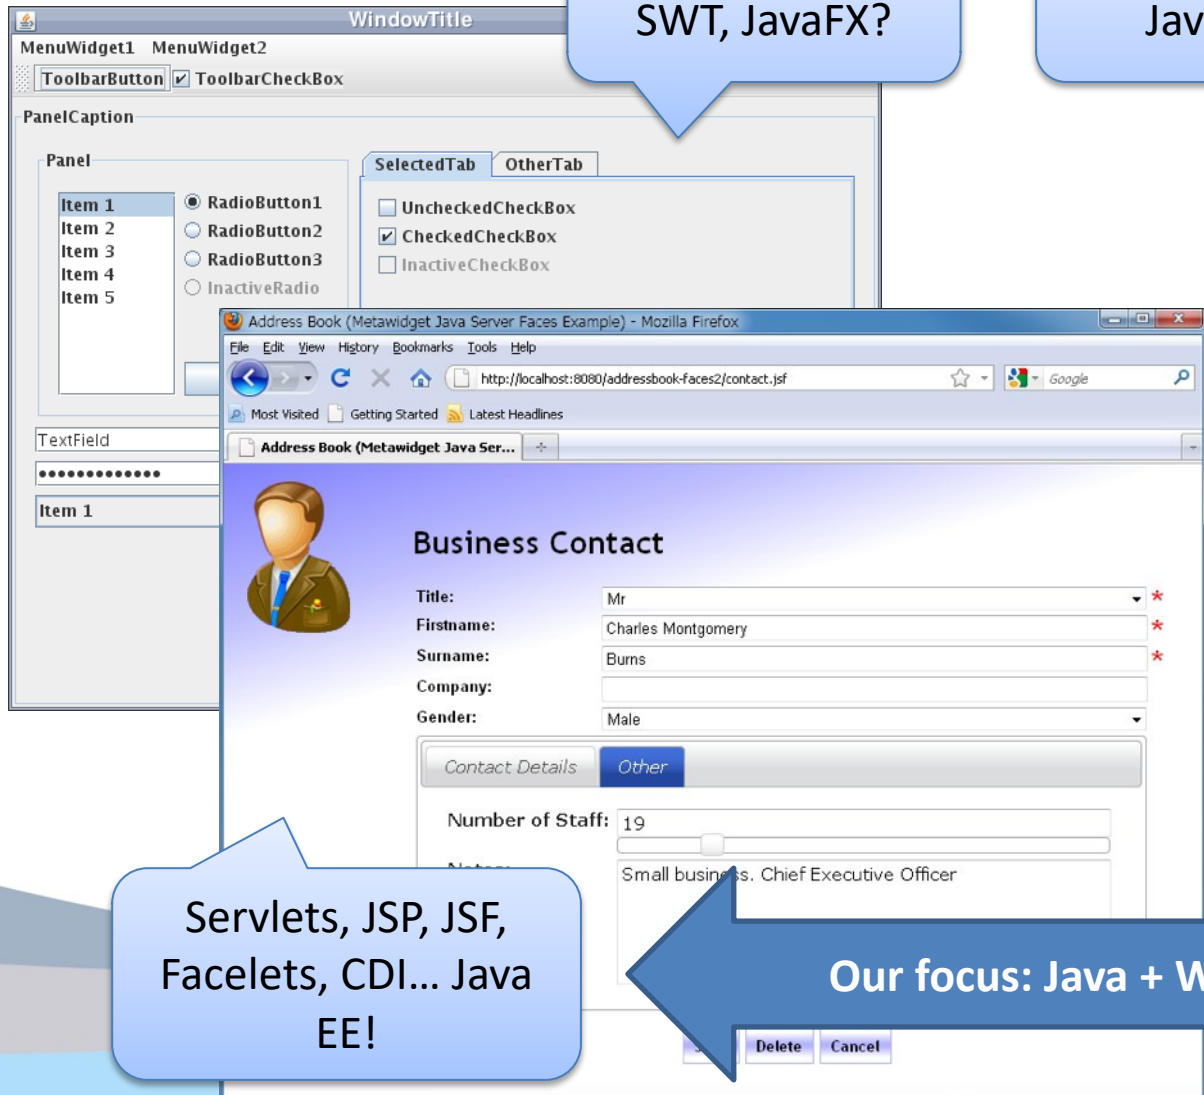 WindowTitle
SWT, JavaFX?
MenuWidget1 MenuWidget2
ToolbarButton ToolbarCheckBox
PanelCaption
Panel
Item 1
Item 2
Item 3
Item 4
Item 5
RadioButton1
RadioButton2
RadioButton3
InactiveRadio
SelectedTab OtherTab
UncheckedCheckBox
CheckedCheckBox
InactiveCheckBox
TextField
•••••••••••••
Item 1
Address Book (Metawidget Java Server Faces Example) - Mozilla Firefox
File Edit View History Bookmarks Tools Help
http://localhost:8080/addressbook-faces2/contact.jsf
Google
Most Visited Getting Started Latest Headlines
Address Book (Metawidget Java Ser...
Business Contact
Title: Mr *
Firstname: Charles Montgomery *
Surname: Burns *
Company:
Gender: Male
Contact Details Other
Number of Staff: 19
Small business. Chief Executive Officer
Servlets, JSP, JSF,
Facelets, CDI... Java
EE!
Our focus: Java +
Delete Cancel